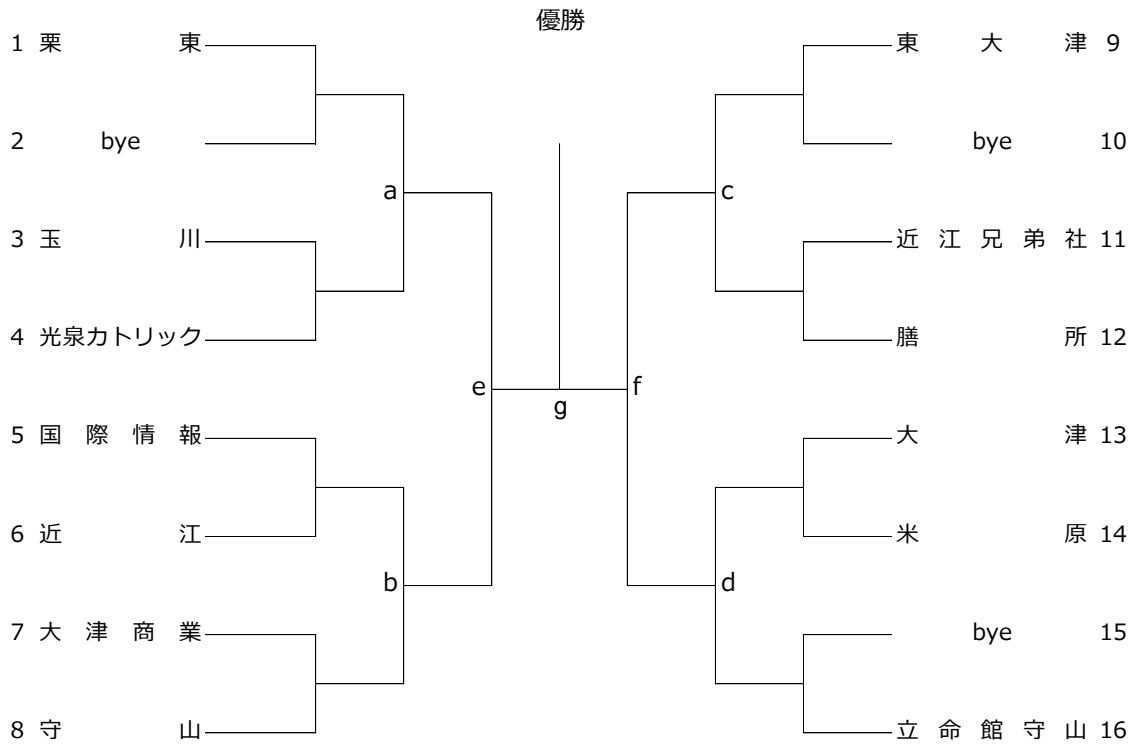 優勝
1 栗東
2 bye
3 玉川
4 光泉カトリック
5 国際情報
6 近江
7 大津商業
8 守山
a
b
e
g
f
c
d
東大津 9
bye 10
近江兄弟社 11
膳所 12
大津 13
米原 14
bye 15
立命館守山 16